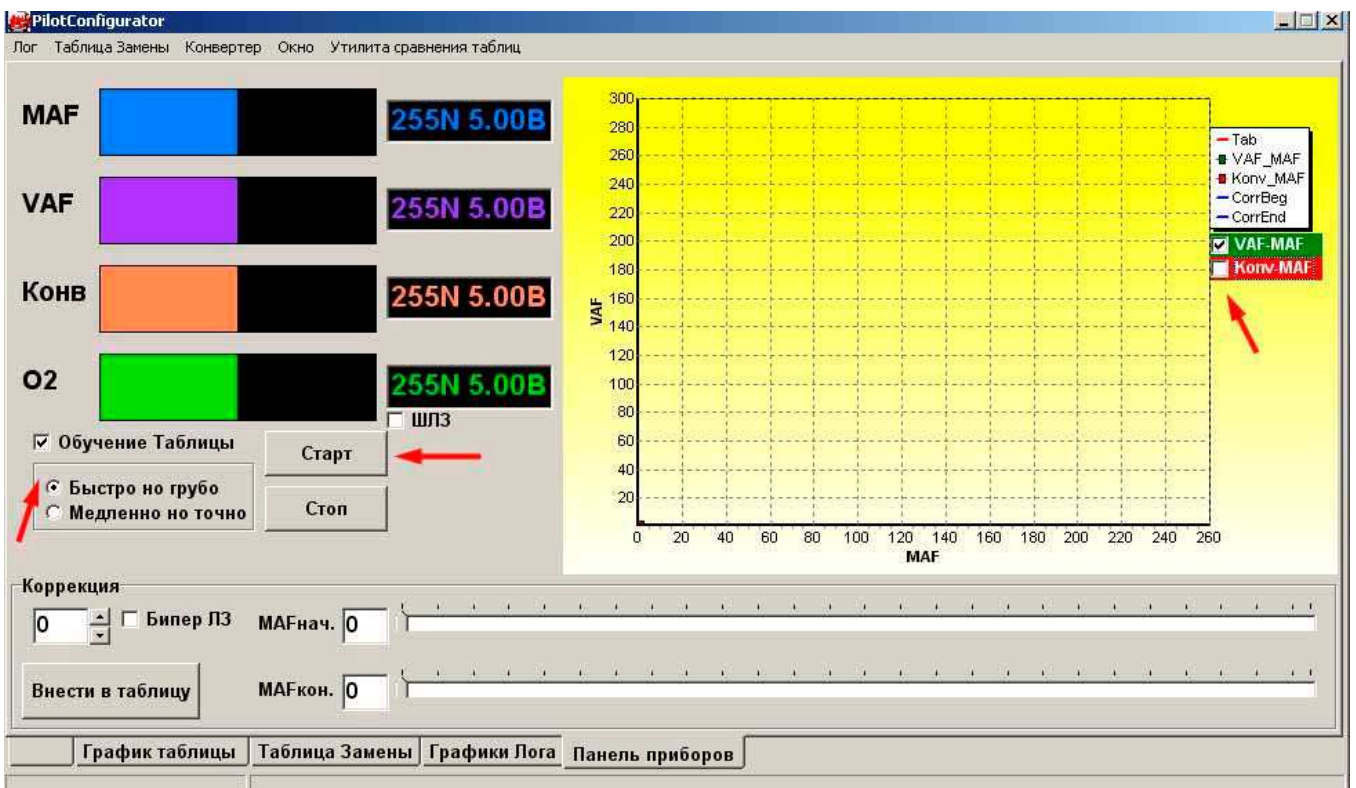 PilotConfigurator
Лог Таблица Замены Конвертер Окно Утилита сравнения таблиц
MAF
255N 5.00В
VAF
255N 5.00В
Конв
255N 5.00В
O2
255N 5.00В
ШЛЗ
Обучение Таблицы
Быстро но грубо
Медленно но точно
Старт
Стоп
300
280
260
240
220
200
180
160
140
120
100
80
60
40
20
VAF
0 20 40 60 80 100 120 140 160 180 200 220 240 260
MAF
Tab
VAF_MAF
Konv_MAF
CorrBeg
CorrEnd
VAF-MAF
Konv-MAF
Коррекция
0 Бипер ЛЗ MAFнач. 0
Внести в таблицу MAFкон. 0
График таблицы Таблица Замены Графики Лога Панель приборов